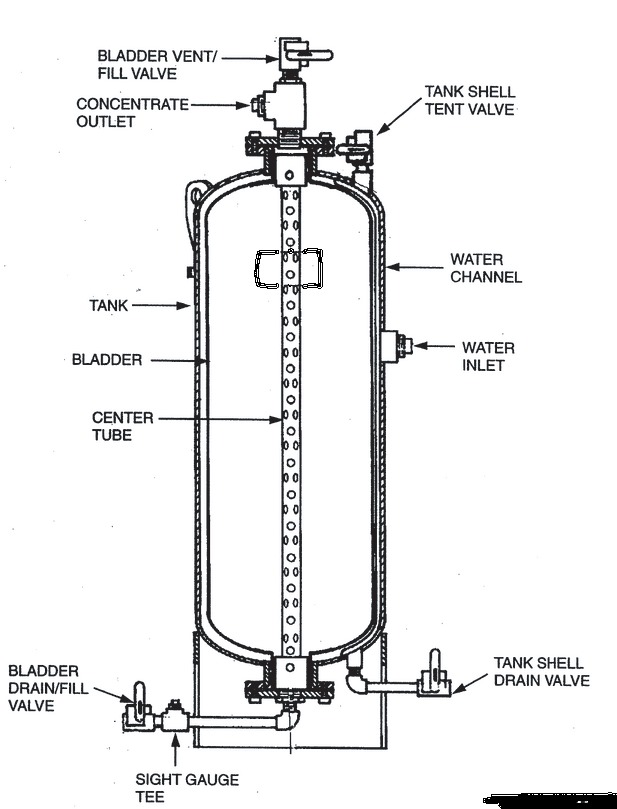 BLADDER VENT/
FILL VALVE
CONCENTRATE
OUTLET
TANK SHELL
TENT VALVE
WATER
CHANNEL
TANK
WATER
INLET
BLADDER
CENTER
TUBE
BLADDER
DRAIN/FILL
VALVE
TANK SHELL
DRAIN VALVE
SIGHT GAUGE
TEE